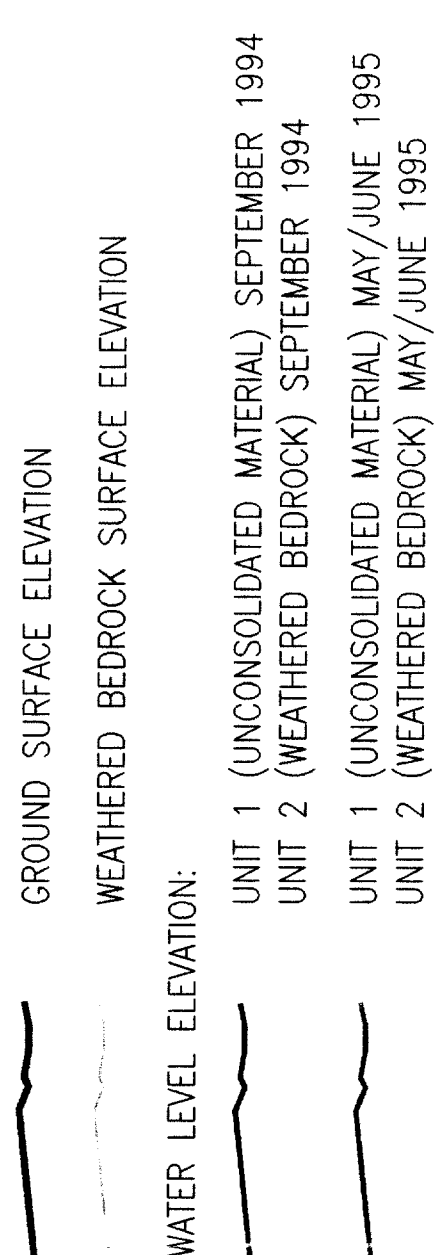 GROUND SURFACE ELEVATION
WEATHERED BEDROCK SURFACE ELEVATION
WATER LEVEL ELEVATION:
UNIT 1 (UNCONSOLIDATED MATERIAL) SEPTEMBER 1994
UNIT 2 (WEATHERED BEDROCK) SEPTEMBER 1994
UNIT 1 (UNCONSOLIDATED MATERIAL) MAY/JUNE 1995
UNIT 2 (WEATHERED BEDROCK) MAY/JUNE 1995